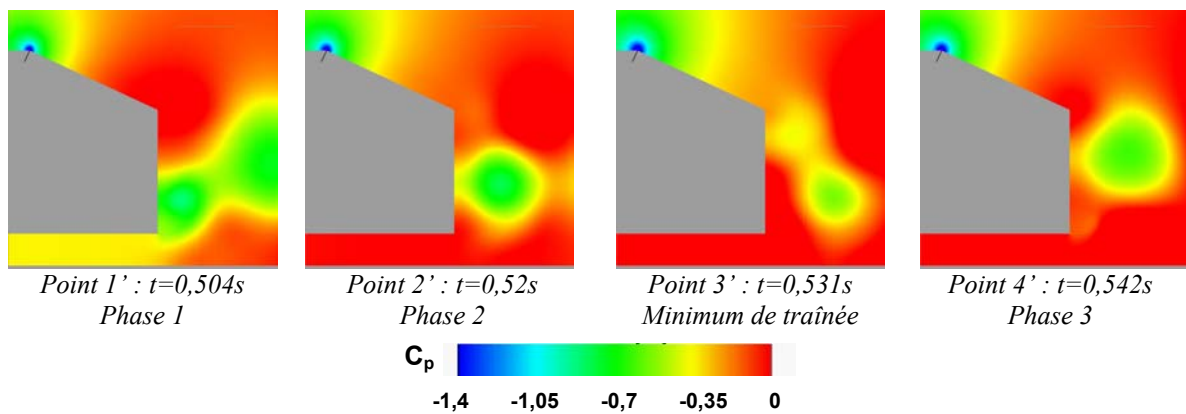 Point 1’ : t=0,504s
Phase 1
Point 2’ : t=0,52s
Phase 2
Point 3’ : t=0,531s
Minimum de traînée
Point 4’ : t=0,542s
Phase 3
Cp
-1,4 -1,05 -0,7 -0,35 0